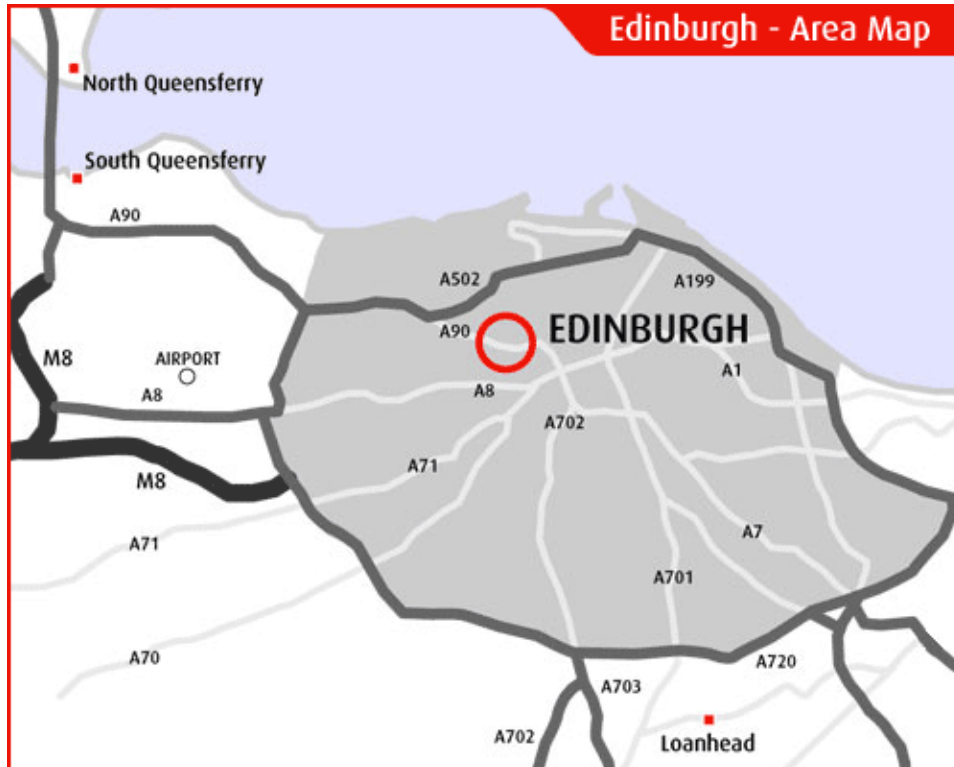 Edinburgh - Area Map
North Queensferry
South Queensferry
A90
A502
A199
A90
EDINBURGH
M8
AIRPORT
A8
A8
A1
A702
A71
M8
A71
A7
A701
A70
A720
A703
A702
Loanhead